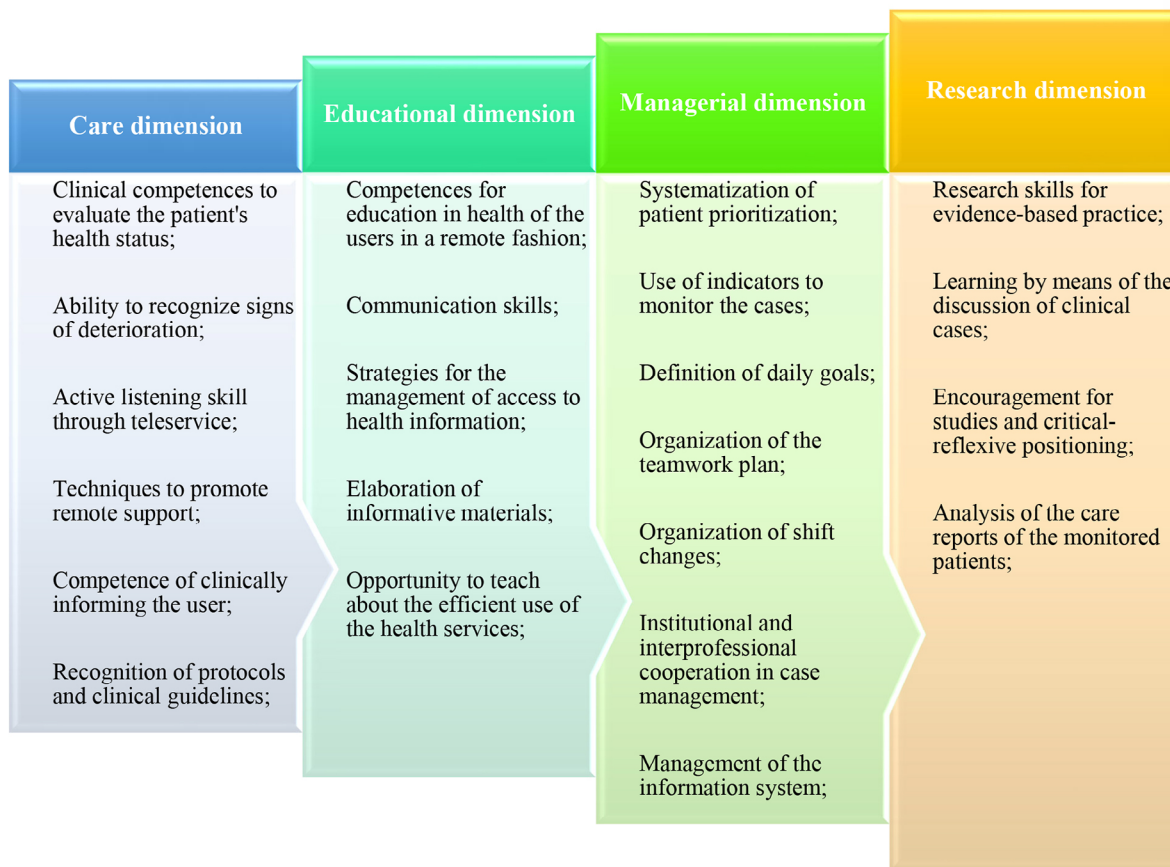 Care dimension
Clinical competences to
evaluate the patient's
health status;
Ability to recognize signs
of deterioration;
Active listening skill
through teleservice;
Techniques to promote
remote support;
Competence of clinically
informing the user;
Recognition of protocols
and clinical guidelines;
Educational dimension
Competences for
education in health of the
users in a remote fashion;
Communication skills;
Strategies for the
management of access to
health information;
Elaboration of
informative materials;
Opportunity to teach
about the efficient use of
the health services;
Managerial dimension
Systematization of
patient prioritization;
Use of indicators to
monitor the cases;
Definition of daily goals;
Organization of the
teamwork plan;
Organization of shift
changes;
Institutional and
interprofessional
cooperation in case
management;
Management of the
information system;
Research dimension
Research skills for
evidence-based practice;
Learning by means of the
discussion of clinical
cases;
Encouragement for
studies and critical-
reflexive positioning;
Analysis of the care
reports of the monitored
patients;